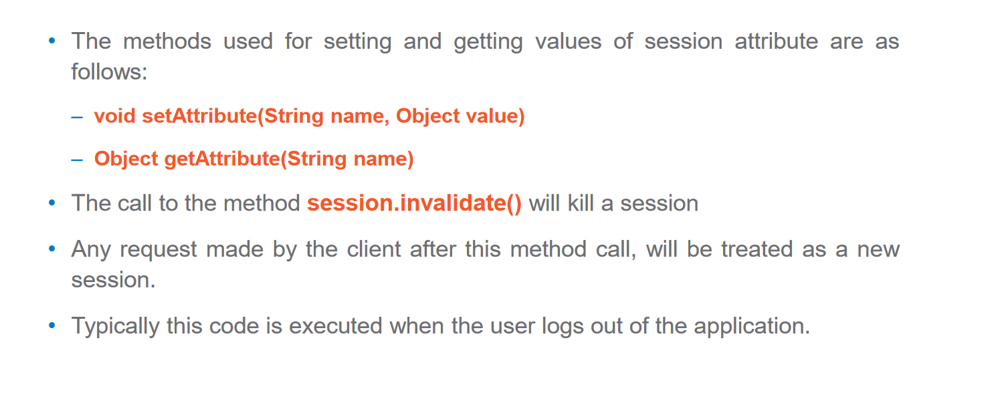 • The methods used for setting and getting values of session attribute are as
follows:
– void setAttribute(String name, Object value)
– Object getAttribute(String name)
• The call to the method session.invalidate() will kill a session
• Any request made by the client after this method call, will be treated as a new
session.
• Typically this code is executed when the user logs out of the application.